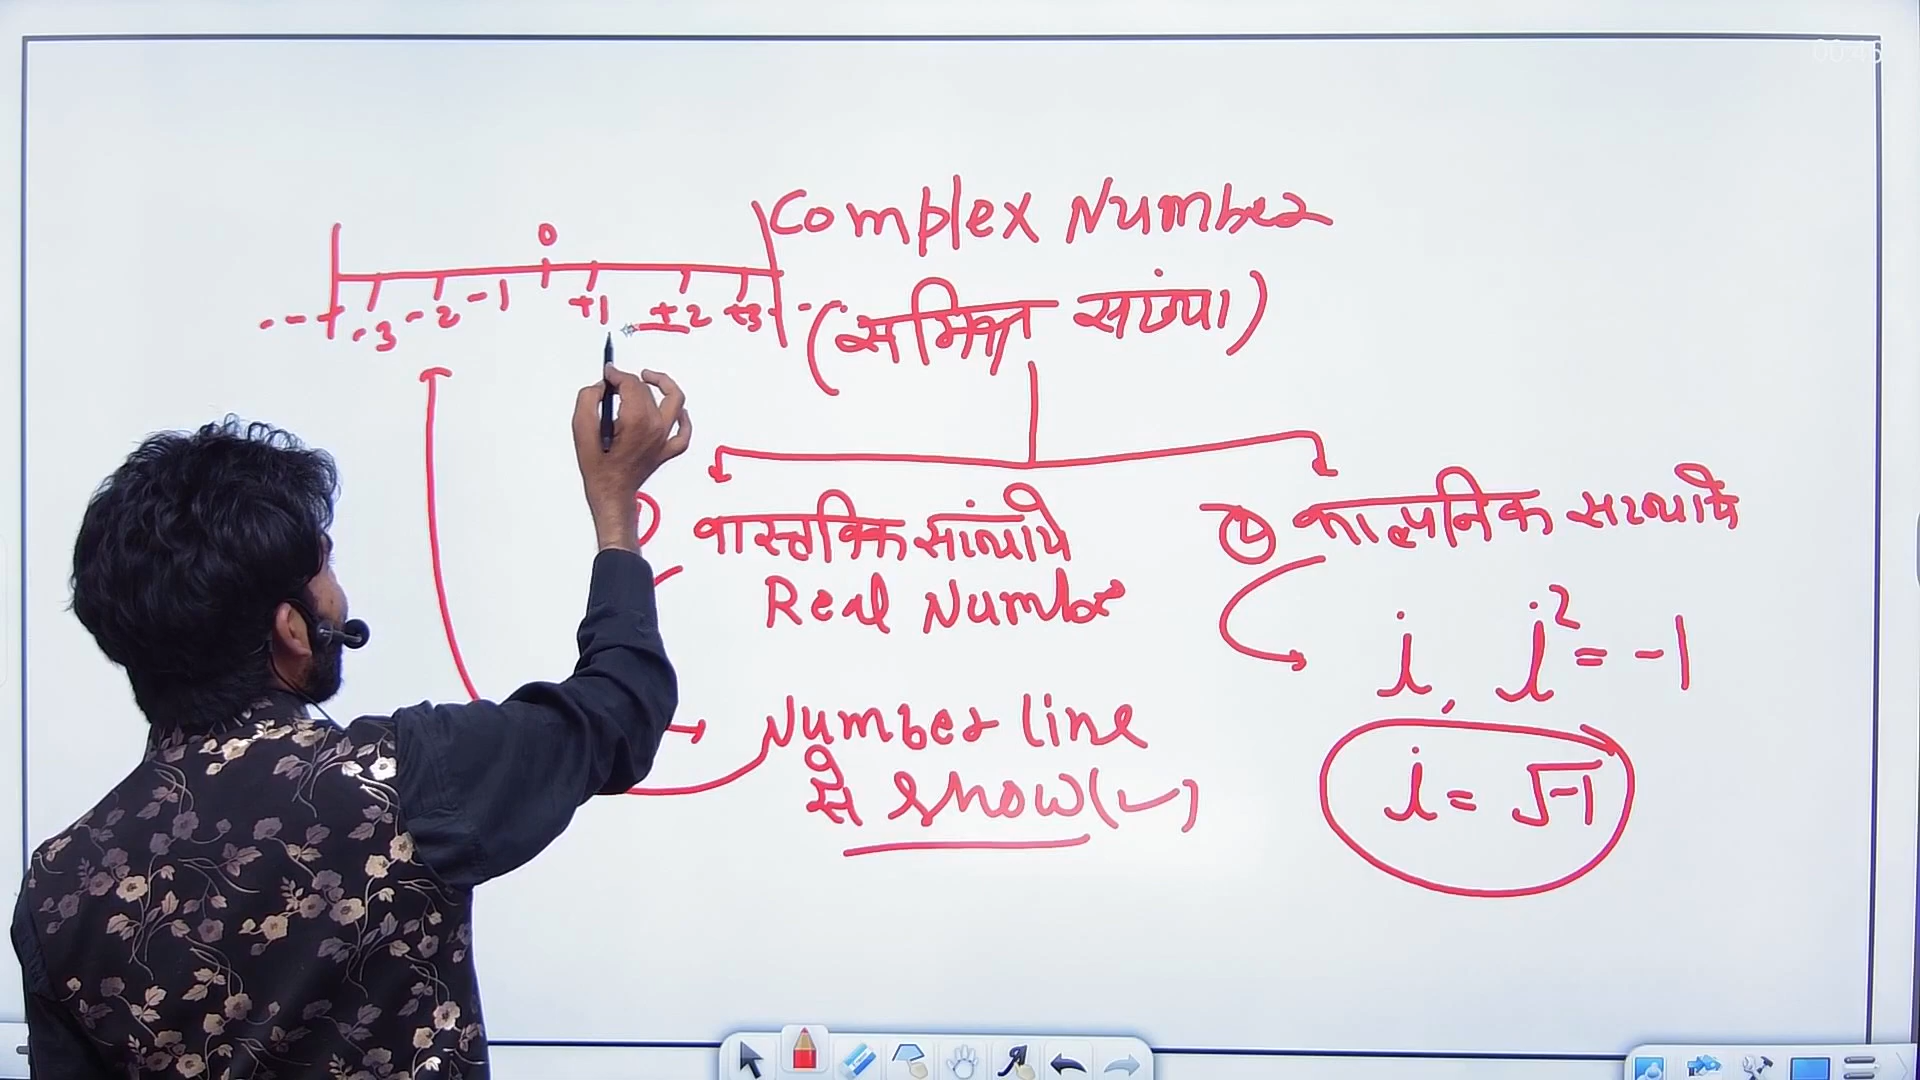 Complex Number
0
-3 -2 -1 +1 +2 +3
(समिश्र संख्या)
वास्तविक सांख्याये
Real Number
Number line
से show(✓)
② काल्पनिक सख्याये
i, i² = -1
i = √-1